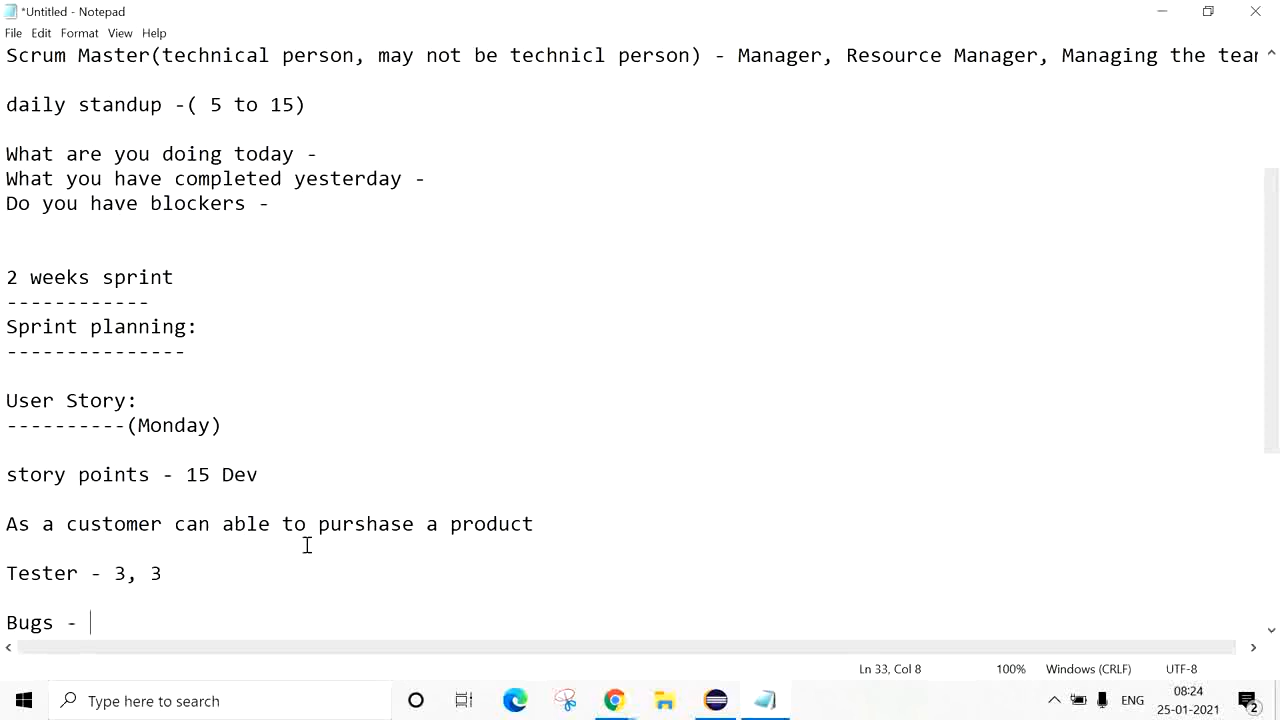 *Untitled - Notepad
File Edit Format View Help
Scrum Master(technical person, may not be technicl person) - Manager, Resource Manager, Managing the
daily standup -( 5 to 15)
What are you doing today -
What you have completed yesterday -
Do you have blockers -
2 weeks sprint
------------
Sprint planning:
---------------
User Story:
----------(Monday)
story points - 15 Dev
As a customer can able to purshase a product
Tester - 3, 3
Bugs -
Ln 33, Col 8 100% Windows (CRLF) UTF-8
Type here to search
ENG
08:24
25-01-2021
2